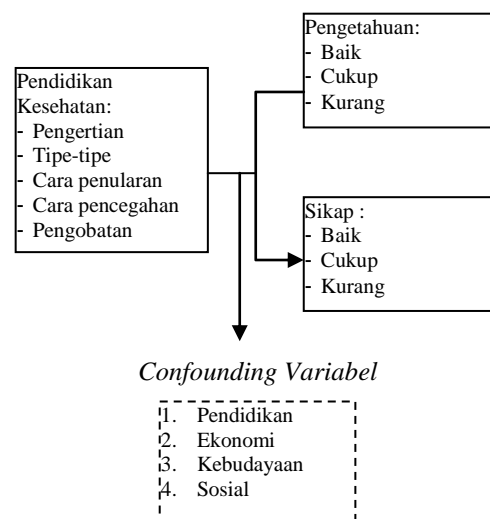 Pendidikan
Kesehatan:
- Pengertian
- Tipe-tipe
- Cara penularan
- Cara pencegahan
- Pengobatan
Pengetahuan:
- Baik
- Cukup
- Kurang
Sikap :
- Baik
- Cukup
- Kurang
Confounding Variabel
1. Pendidikan
2. Ekonomi
3. Kebudayaan
4. Sosial